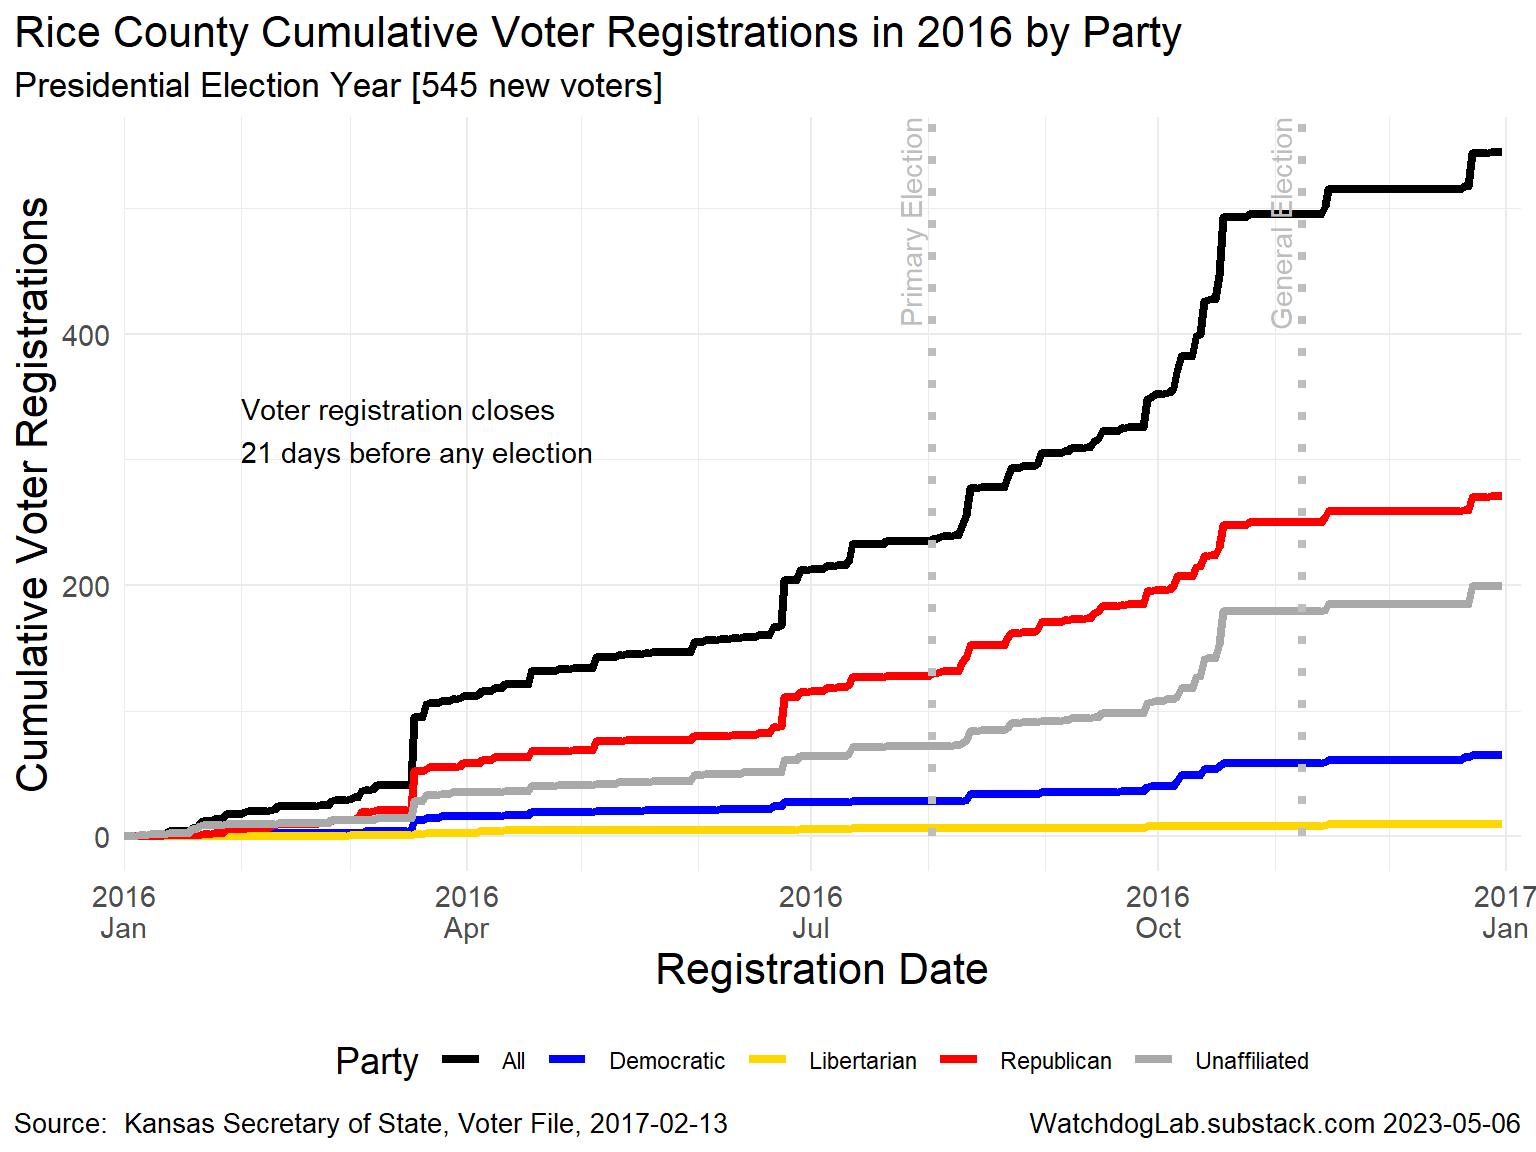 Rice County Cumulative Voter Registrations in 2016 by Party
Presidential Election Year [545 new voters]
Cumulative Voter Registrations
400
200
0
Voter registration closes
21 days before any election
Primary Election
General Election
2016
Jan
2016
Apr
2016
Jul
2016
Oct
2017
Jan
Registration Date
Party All Democratic Libertarian Republican Unaffiliated
Source:  Kansas Secretary of State, Voter File, 2017-02-13
WatchdogLab.substack.com 2023-05-06